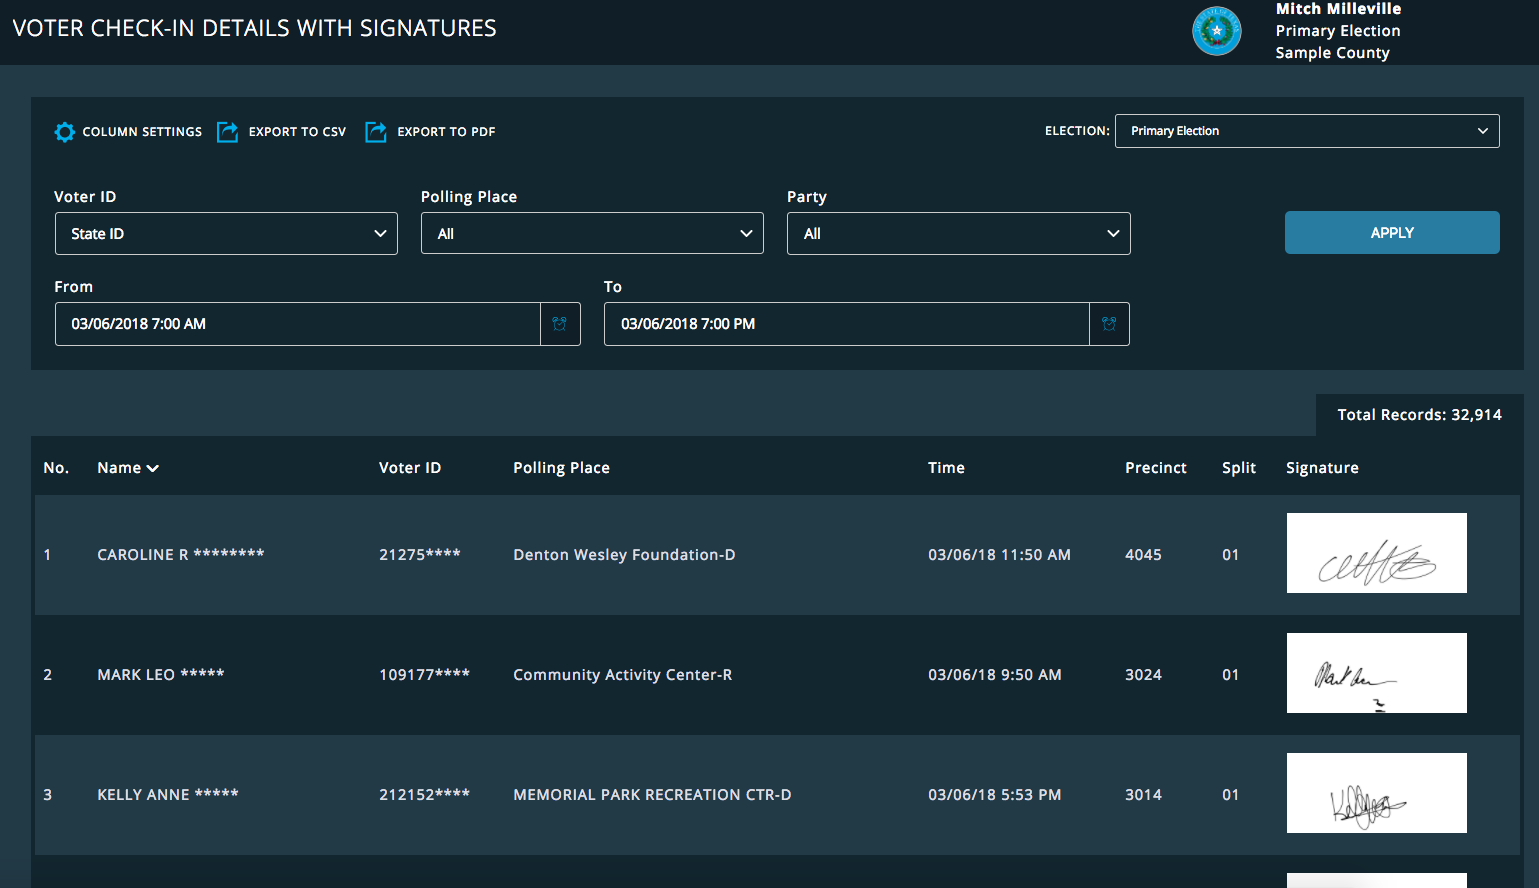 VOTER CHECK-IN DETAILS WITH SIGNATURES
Mitch Milleville
Primary Election
Sample County
COLUMN SETTINGS EXPORT TO CSV EXPORT TO PDF ELECTION: Primary Election
Voter ID Polling Place Party
State ID All All APPLY
From To
03/06/2018 7:00 AM 03/06/2018 7:00 PM
Total Records: 32,914
No. Name Voter ID Polling Place Time Precinct Split Signature
1 CAROLINE R ******** 21275**** Denton Wesley Foundation-D 03/06/18 11:50 AM 4045 01
2 MARK LEO ***** 109177**** Community Activity Center-R 03/06/18 9:50 AM 3024 01
3 KELLY ANNE ***** 212152**** MEMORIAL PARK RECREATION CTR-D 03/06/18 5:53 PM 3014 01